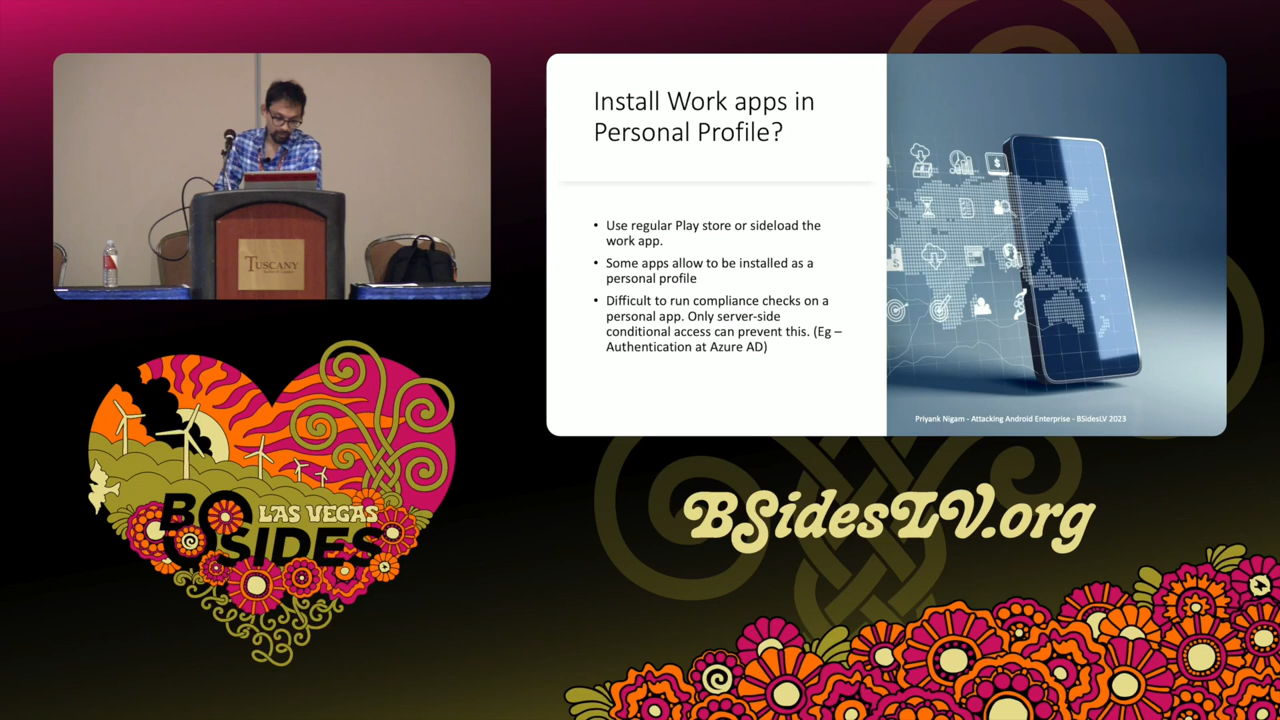 Install Work apps in
Personal Profile?
• Use regular Play store or sideload the
work app.
• Some apps allow to be installed as a
personal profile
• Difficult to run compliance checks on a
personal app. Only server-side
conditional access can prevent this. (Eg –
Authentication at Azure AD)
Priyank Nigam - Attacking Android Enterprise - BSidesLV 2023
TUSCANY
BQ
LAS VEGAS
SIDES
23
BSidesLV.org